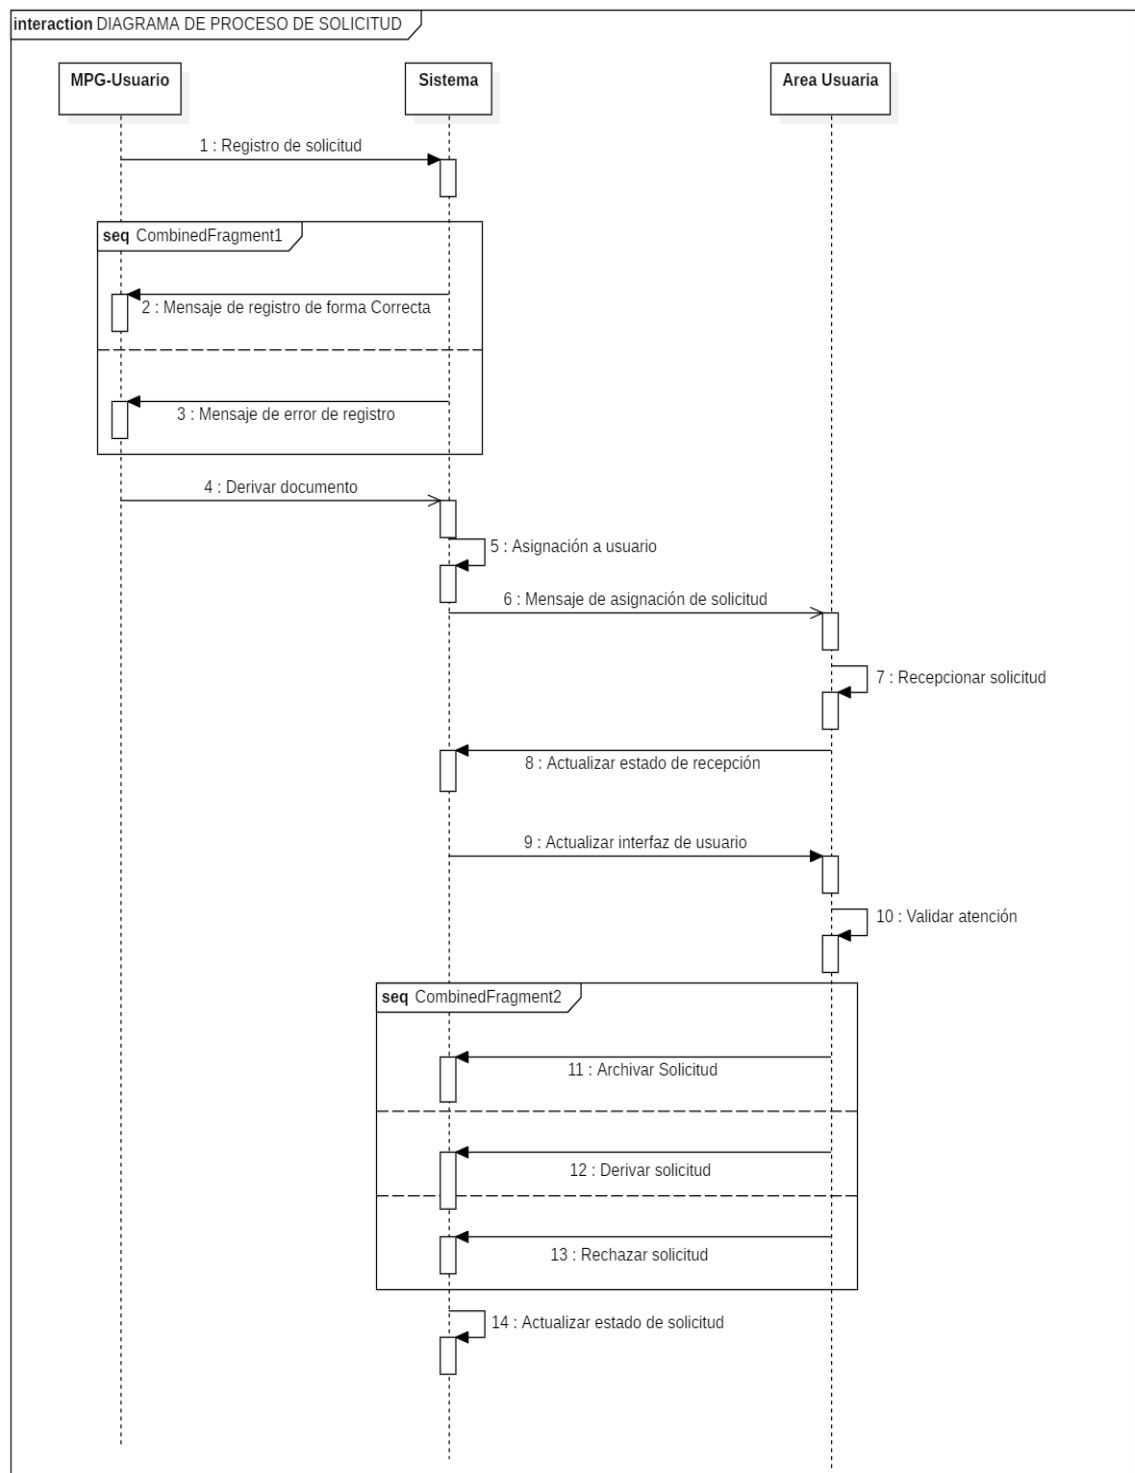 interaction DIAGRAMA DE PROCESO DE SOLICITUD
MPG-Usuario
Sistema
Area Usuaria
1 : Registro de solicitud
seq CombinedFragment1
2 : Mensaje de registro de forma Correcta
3 : Mensaje de error de registro
4 : Derivar documento
5 : Asignación a usuario
6 : Mensaje de asignación de solicitud
7 : Recepcionar solicitud
8 : Actualizar estado de recepción
9 : Actualizar interfaz de usuario
10 : Validar atención
seq CombinedFragment2
11 : Archivar Solicitud
12 : Derivar solicitud
13 : Rechazar solicitud
14 : Actualizar estado de solicitud